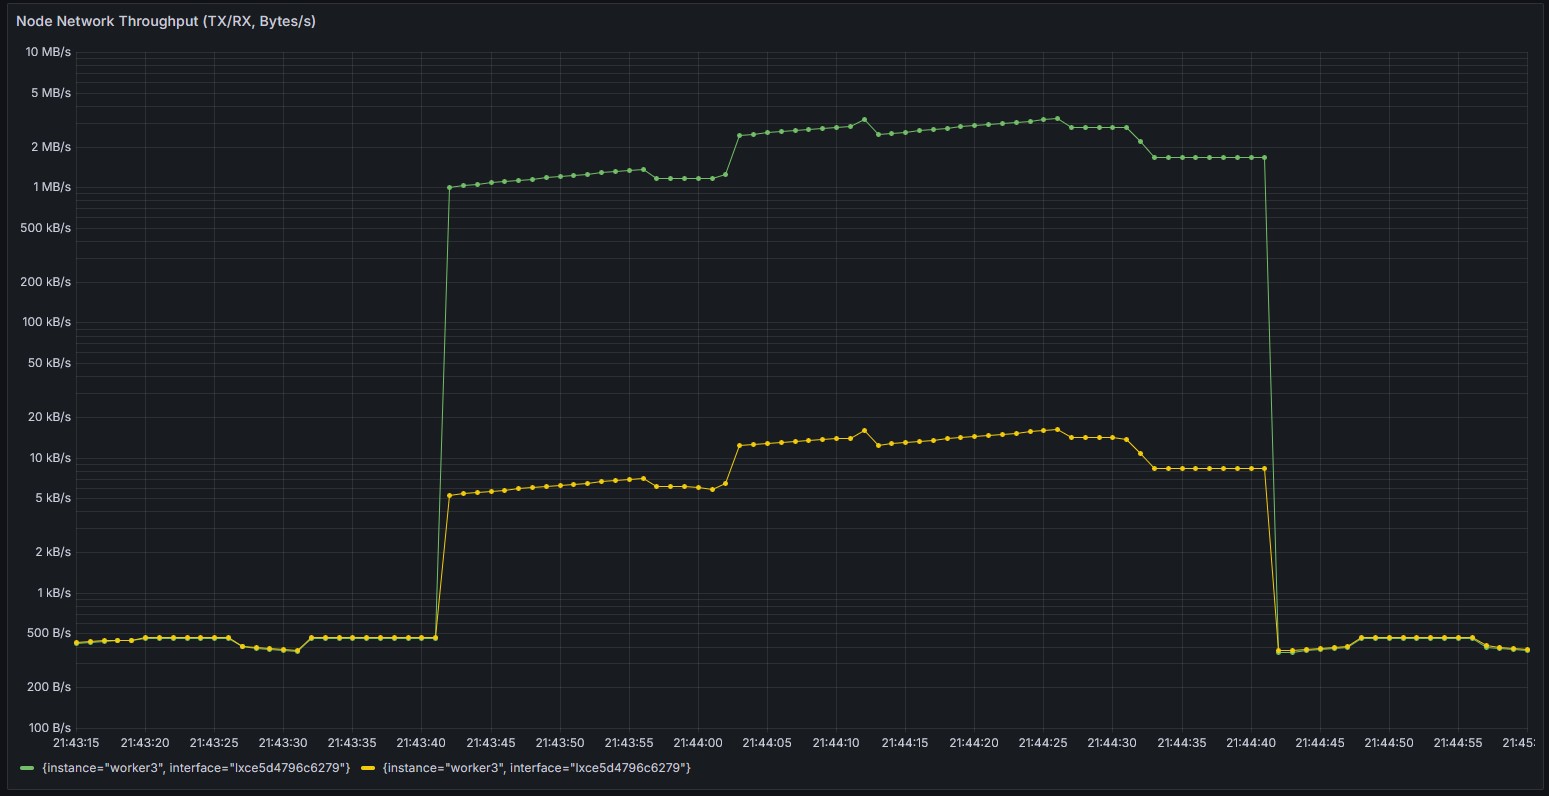 Node Network Throughput (TX/RX, Bytes/s)
10 MB/s
5 MB/s
2 MB/s
1 MB/s
500 kB/s
200 kB/s
100 kB/s
50 kB/s
20 kB/s
10 kB/s
5 kB/s
2 kB/s
1 kB/s
500 B/s
200 B/s
100 B/s
21:43:15 21:43:20 21:43:25 21:43:30 21:43:35 21:43:40 21:43:45 21:43:50 21:43:55 21:44:00 21:44:05 21:44:10 21:44:15 21:44:20 21:44:25 21:44:30 21:44:35 21:44:40 21:44:45 21:44:50 21:44:55 21:45:
{instance="worker3", interface="lxce5d4796c6279"} {instance="worker3", interface="lxce5d4796c6279"}